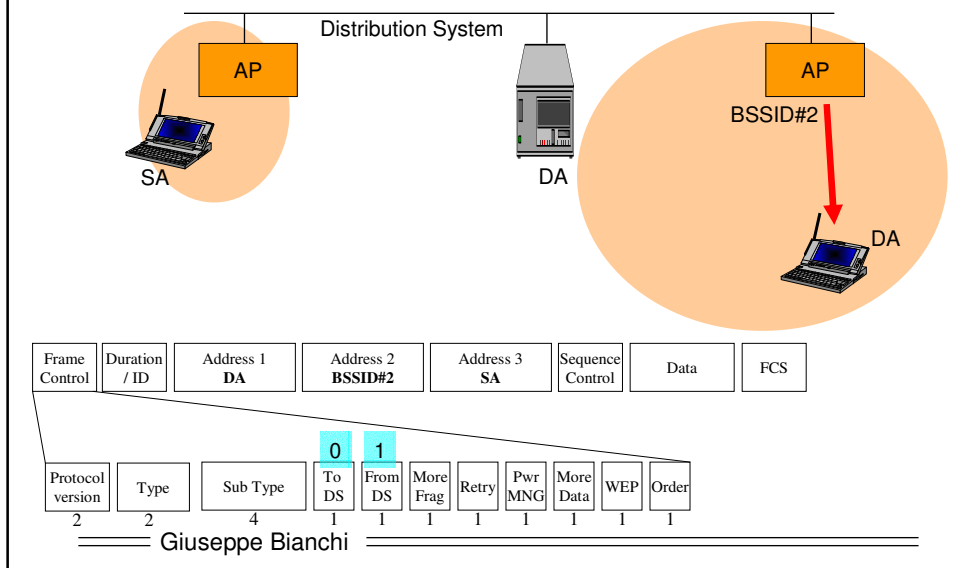 Distribution System
AP
AP
BSSID#2
SA
DA
DA
Frame Control
Duration / ID
Address 1 DA
Address 2 BSSID#2
Address 3 SA
Sequence Control
Data
FCS
0
1
Protocol version
Type
Sub Type
To DS
From DS
More Frag
Retry
Pwr MNG
More Data
WEP
Order
2
2
4
1
1
1
1
1
1
1
1
Giuseppe Bianchi